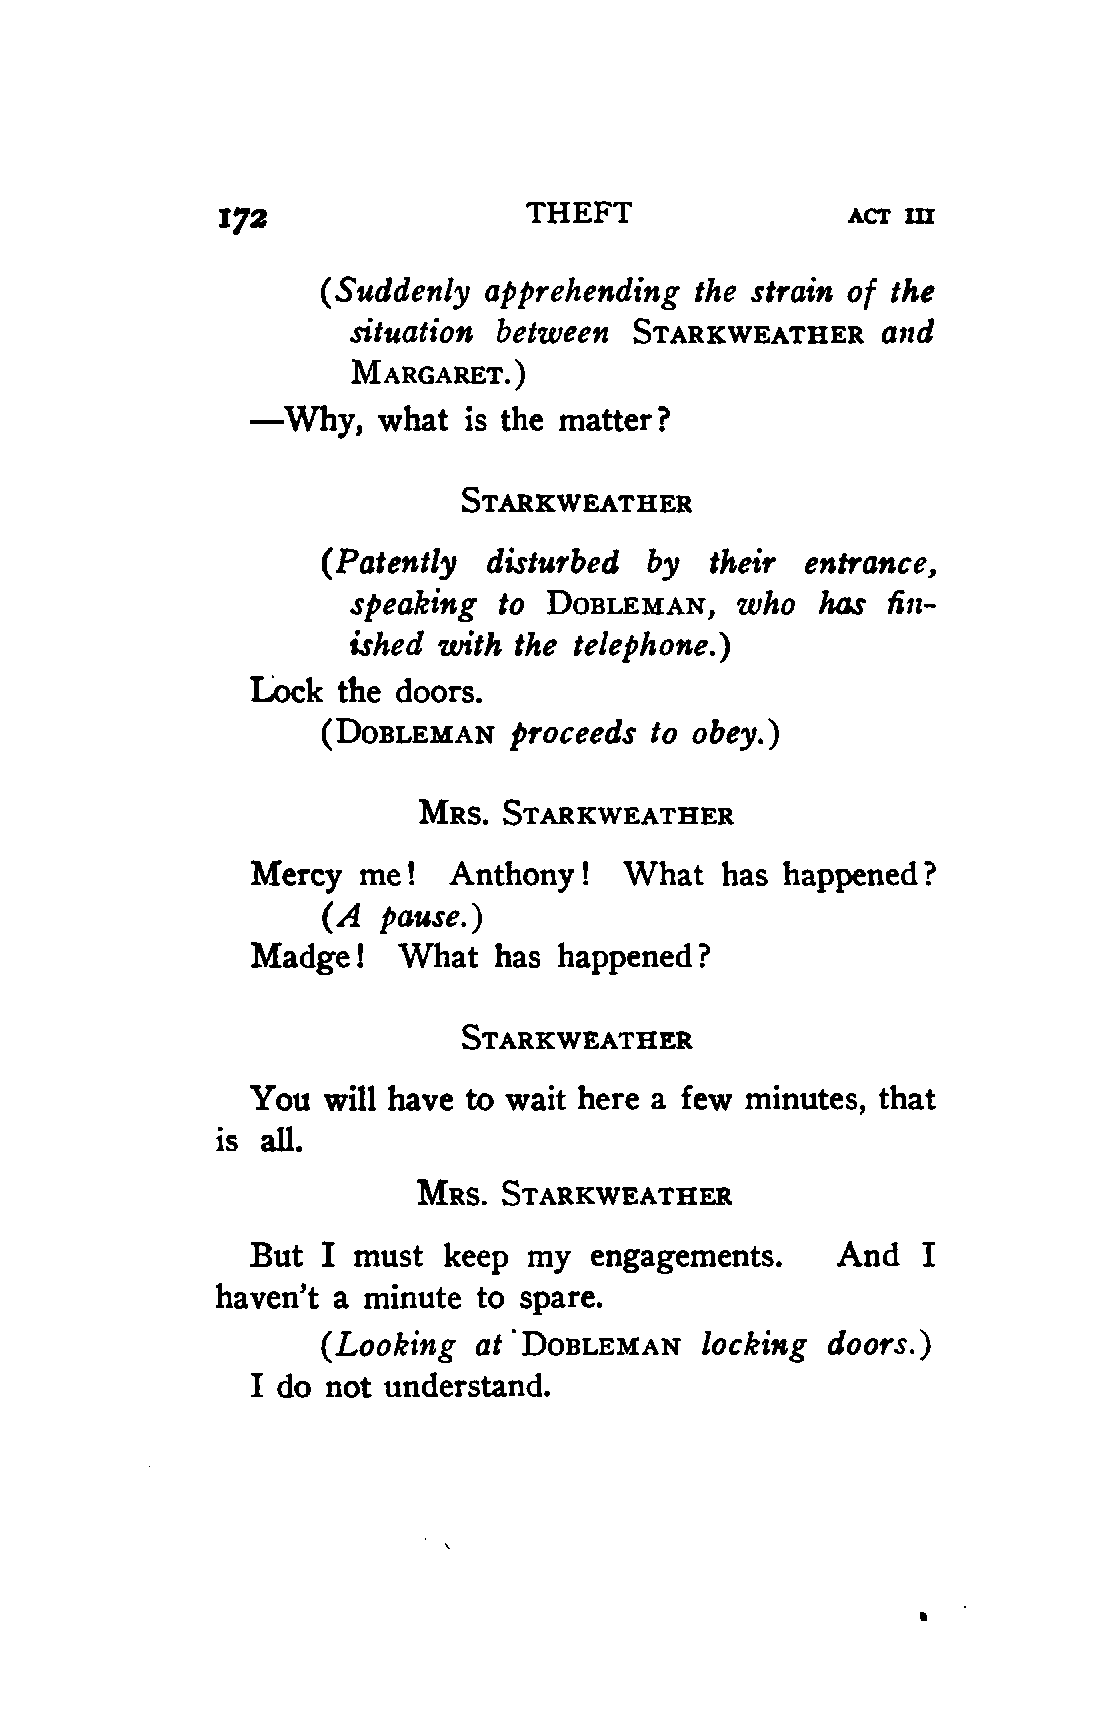 172 THEFT ACT III
(Suddenly apprehending the strain of the
situation between STARKWEATHER and
MARGARET.)
—Why, what is the matter?
STARKWEATHER
(Patently disturbed by their entrance,
speaking to DOBLEMAN, who has fin-
ished with the telephone.)
Lock the doors.
(DOBLEMAN proceeds to obey.)
MRS. STARKWEATHER
Mercy me! Anthony! What has happened?
(A pause.)
Madge! What has happened?
STARKWEATHER
You will have to wait here a few minutes, that
is all.
MRS. STARKWEATHER
But I must keep my engagements. And I
haven't a minute to spare.
(Looking at DOBLEMAN locking doors.)
I do not understand.